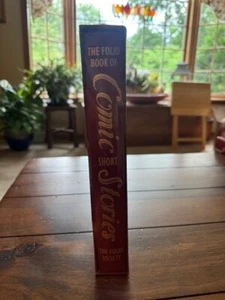 THE FOLIO
BOOK OF
Comic
SHORT
Stories
THE FOLIO
SOCIETY